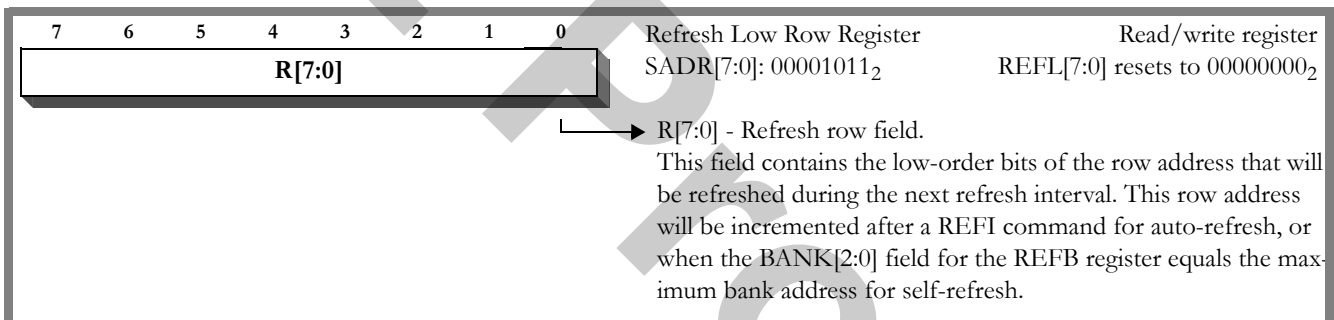 7 6 5 4 3 2 1 0
R[7:0]
Refresh Low Row Register Read/write register
SADR[7:0]: 00001011₂ REFL[7:0] resets to 00000000₂
R[7:0] - Refresh row field.
This field contains the low-order bits of the row address that will
be refreshed during the next refresh interval. This row address
will be incremented after a REFI command for auto-refresh, or
when the BANK[2:0] field for the REFB register equals the max-
imum bank address for self-refresh.